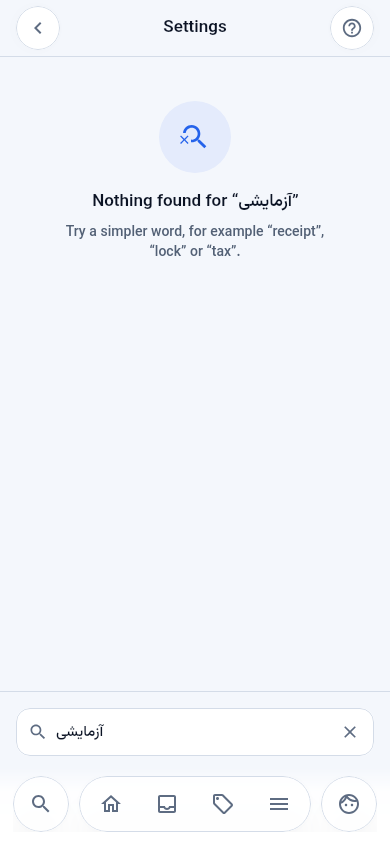 Settings
Nothing found for “آزمایشی”
Try a simpler word, for example “receipt”,
“lock” or “tax”.
آزمایشی